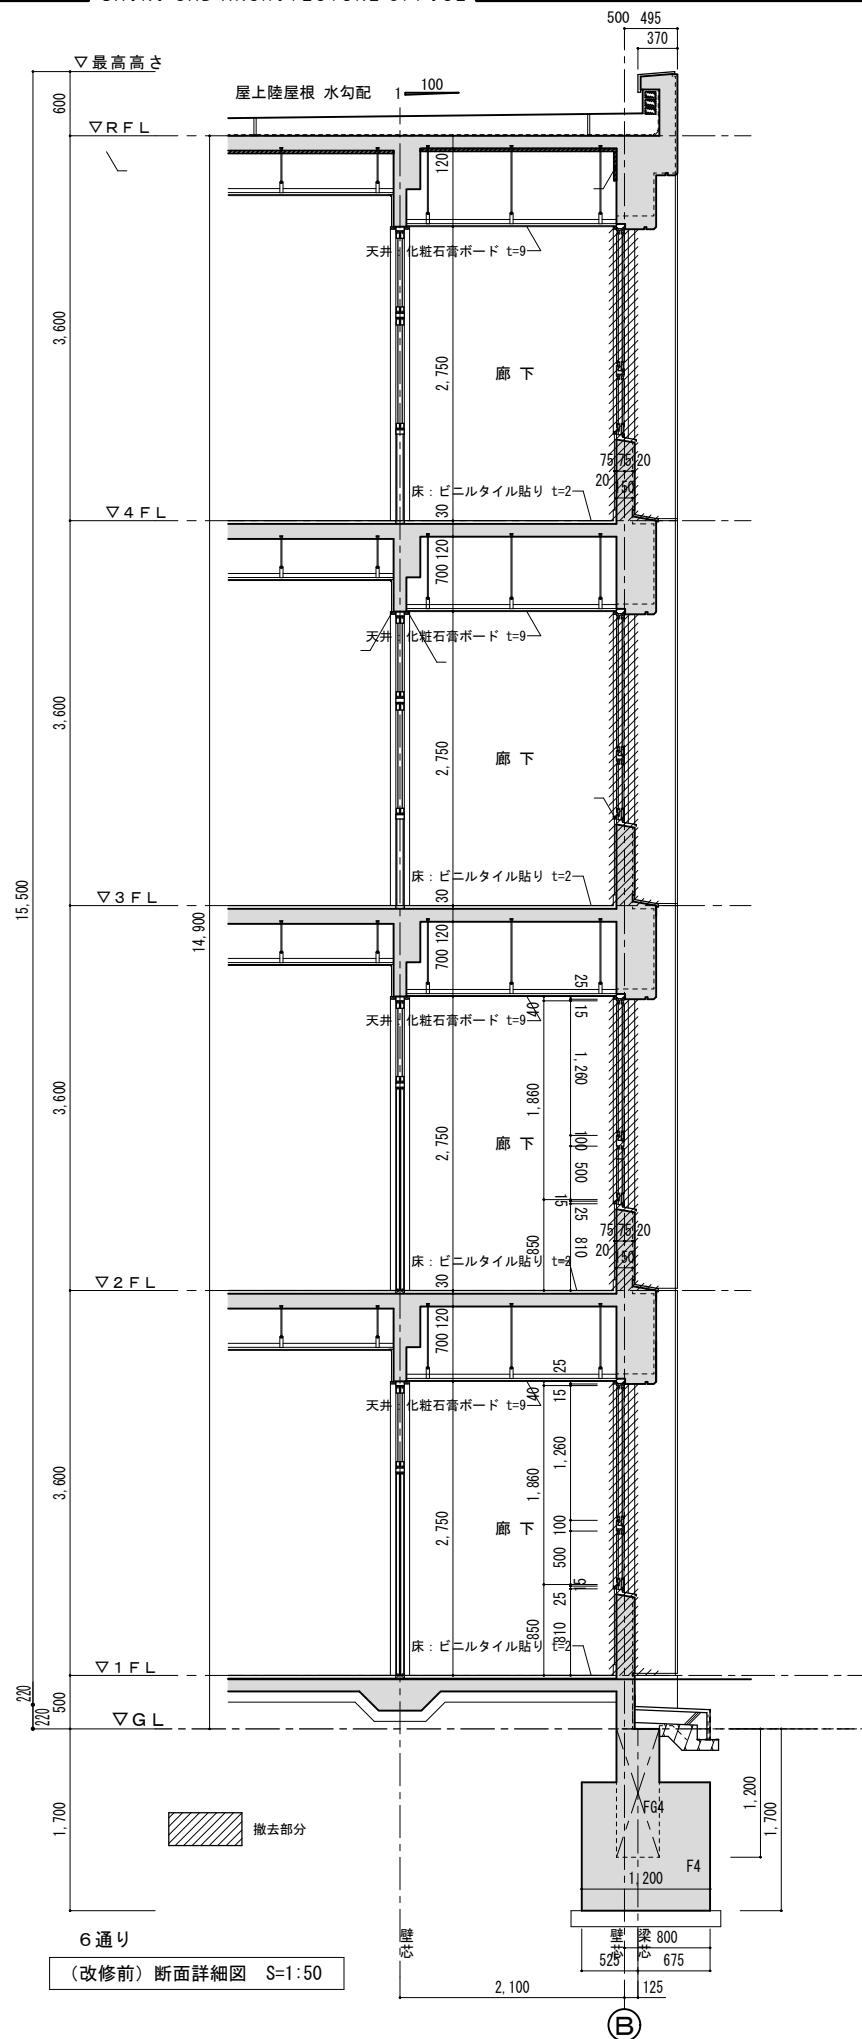 500 495
370
▽最高高さ
屋上陸屋根 水勾配 1 100
600
▽RFL
120
天井：化粧石膏ボード t=9
3,600
2,750
廊 下
75 75 20
20 150
床：ビニルタイル貼り t=2
30
▽4FL
700 120
天井：化粧石膏ボード t=9
3,600
2,750
廊 下
床：ビニルタイル貼り t=2
30
▽3FL
15,500
14,900
700 120
25
40 15
天井：化粧石膏ボード t=9
3,600
1,860
1,260
2,750
廊 下
100
500
15
25
75 75 20
20 150
850
810
床：ビニルタイル貼り t=2
30
▽2FL
700 120
25
40 15
天井：化粧石膏ボード t=9
3,600
1,860
1,260
2,750
廊 下
100
500
15
25
850
810
床：ビニルタイル貼り t=2
▽1FL
220
220
500
▽GL
1,700
撤去部分
FG4
F4
1,200
1,200
1,700
6通り
（改修前）断面詳細図 S=1:50
壁芯
壁芯
梁芯
800
525
675
2,100
125
B